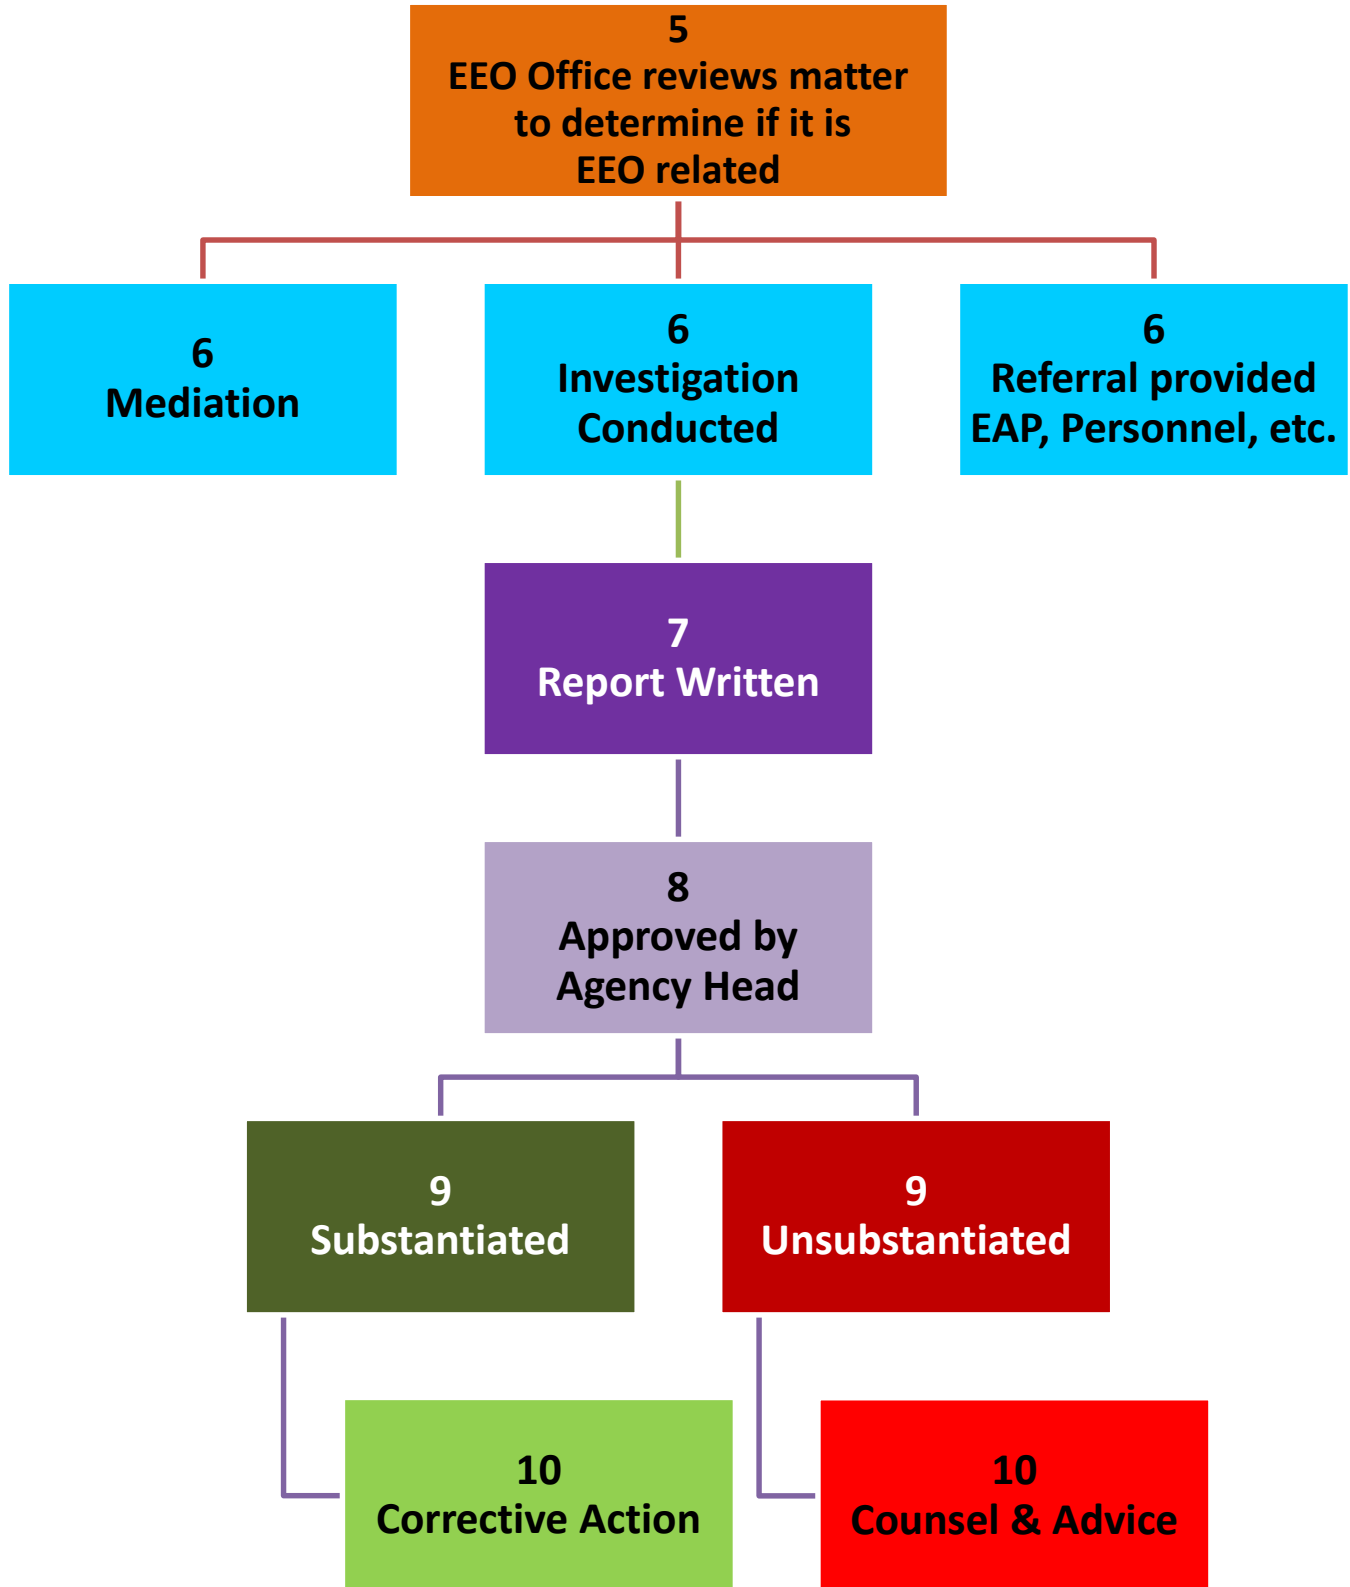 5
EEO Office reviews matter
to determine if it is
EEO related
6
Mediation
6
Investigation
Conducted
6
Referral provided
EAP, Personnel, etc.
7
Report Written
8
Approved by
Agency Head
9
Substantiated
9
Unsubstantiated
10
Corrective Action
10
Counsel & Advice